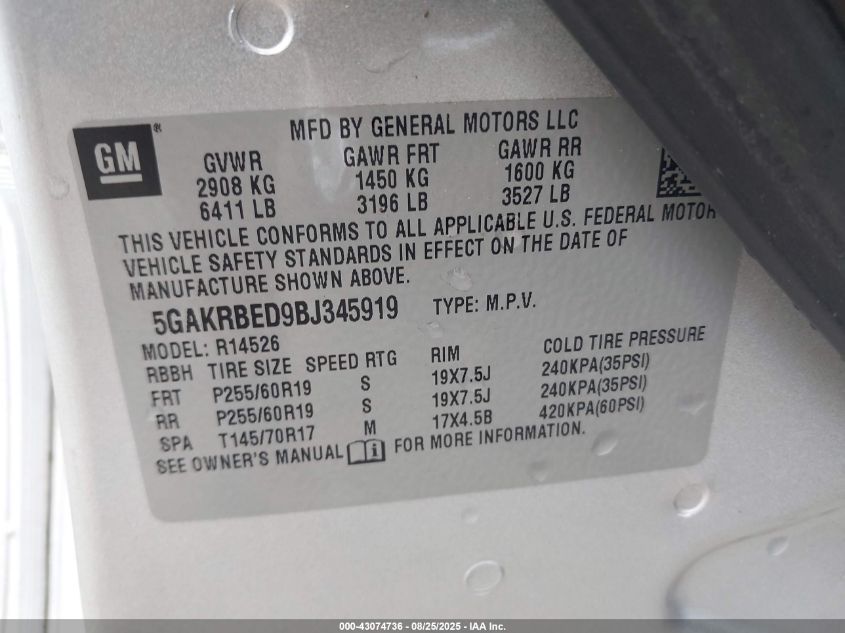 GM ®
MFD BY GENERAL MOTORS LLC
GVWR GAWR FRT GAWR RR
2908 KG 1450 KG 1600 KG
6411 LB 3196 LB 3527 LB
THIS VEHICLE CONFORMS TO ALL APPLICABLE U.S. FEDERAL MOTOR
VEHICLE SAFETY STANDARDS IN EFFECT ON THE DATE OF
MANUFACTURE SHOWN ABOVE.
5GAKRBED9BJ345919 TYPE: M.P.V.
MODEL: R14526
RBBH TIRE SIZE SPEED RTG RIM COLD TIRE PRESSURE
FRT P255/60R19 S 19X7.5J 240KPA(35PSI)
RR P255/60R19 S 19X7.5J 240KPA(35PSI)
SPA T145/70R17 M 17X4.5B 420KPA(60PSI)
SEE OWNER'S MANUAL i FOR MORE INFORMATION.
000-43074736 - 08/25/2025 - IAA Inc.